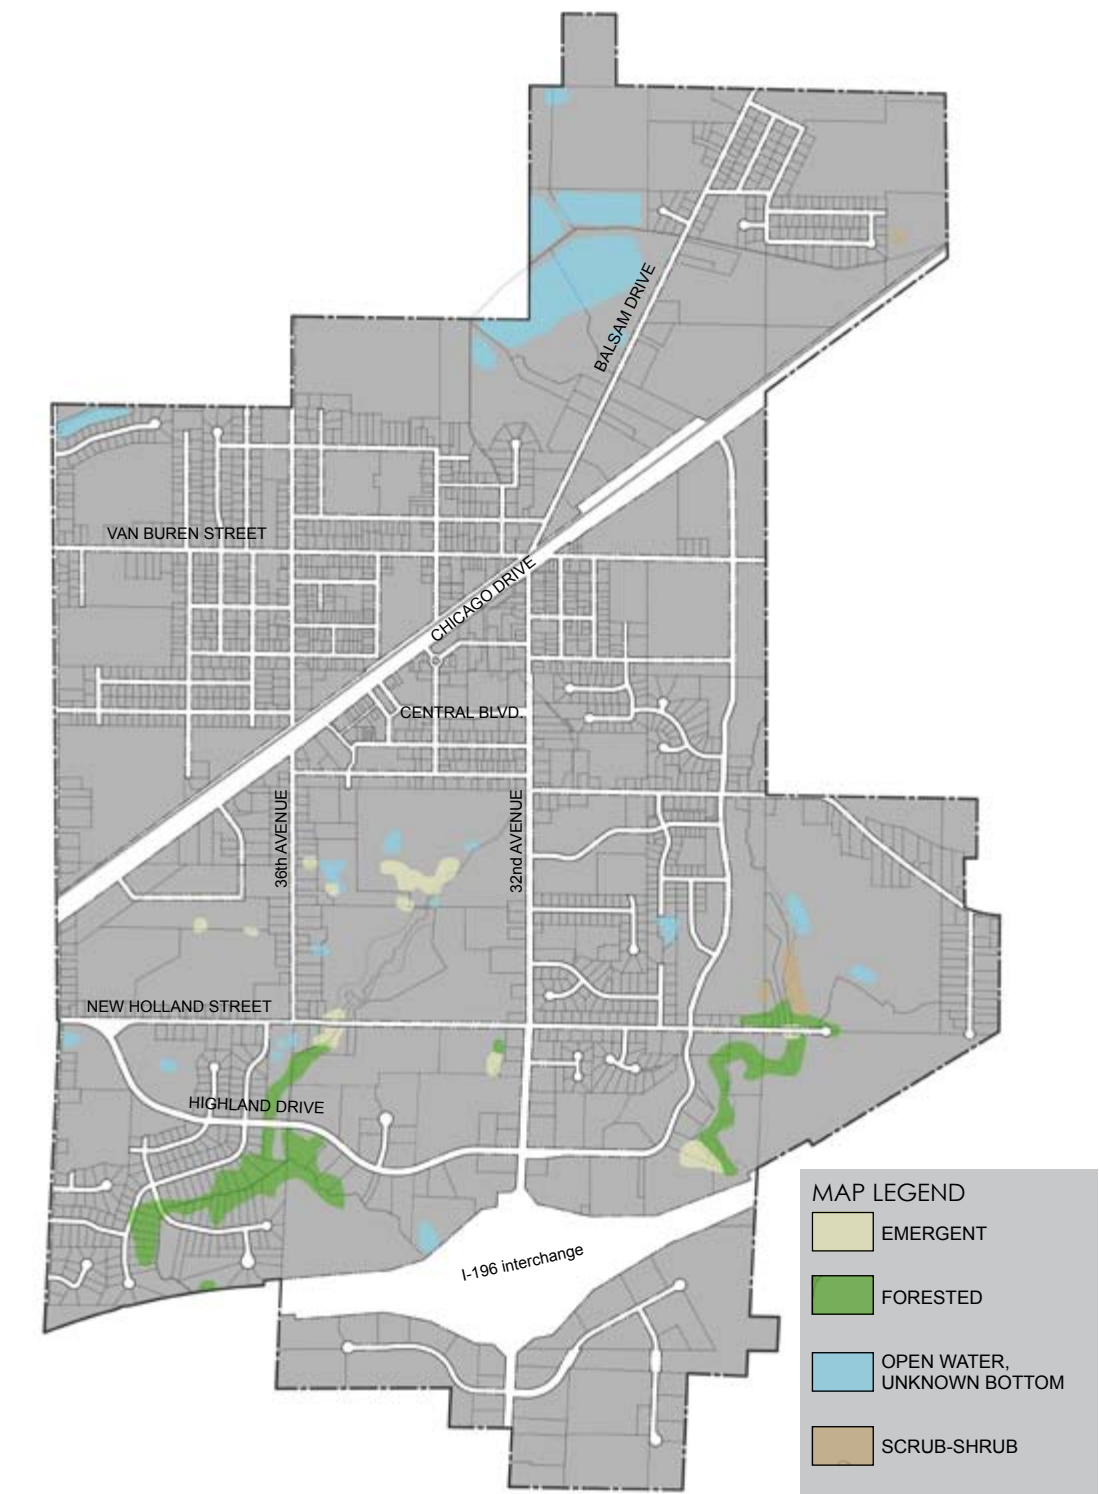 BALSAM DRIVE
VAN BUREN STREET
CHICAGO DRIVE
CENTRAL BLVD.
36th AVENUE
32nd AVENUE
NEW HOLLAND STREET
HIGHLAND DRIVE
I-196 interchange
MAP LEGEND
EMERGENT
FORESTED
OPEN WATER,
UNKNOWN BOTTOM
SCRUB-SHRUB